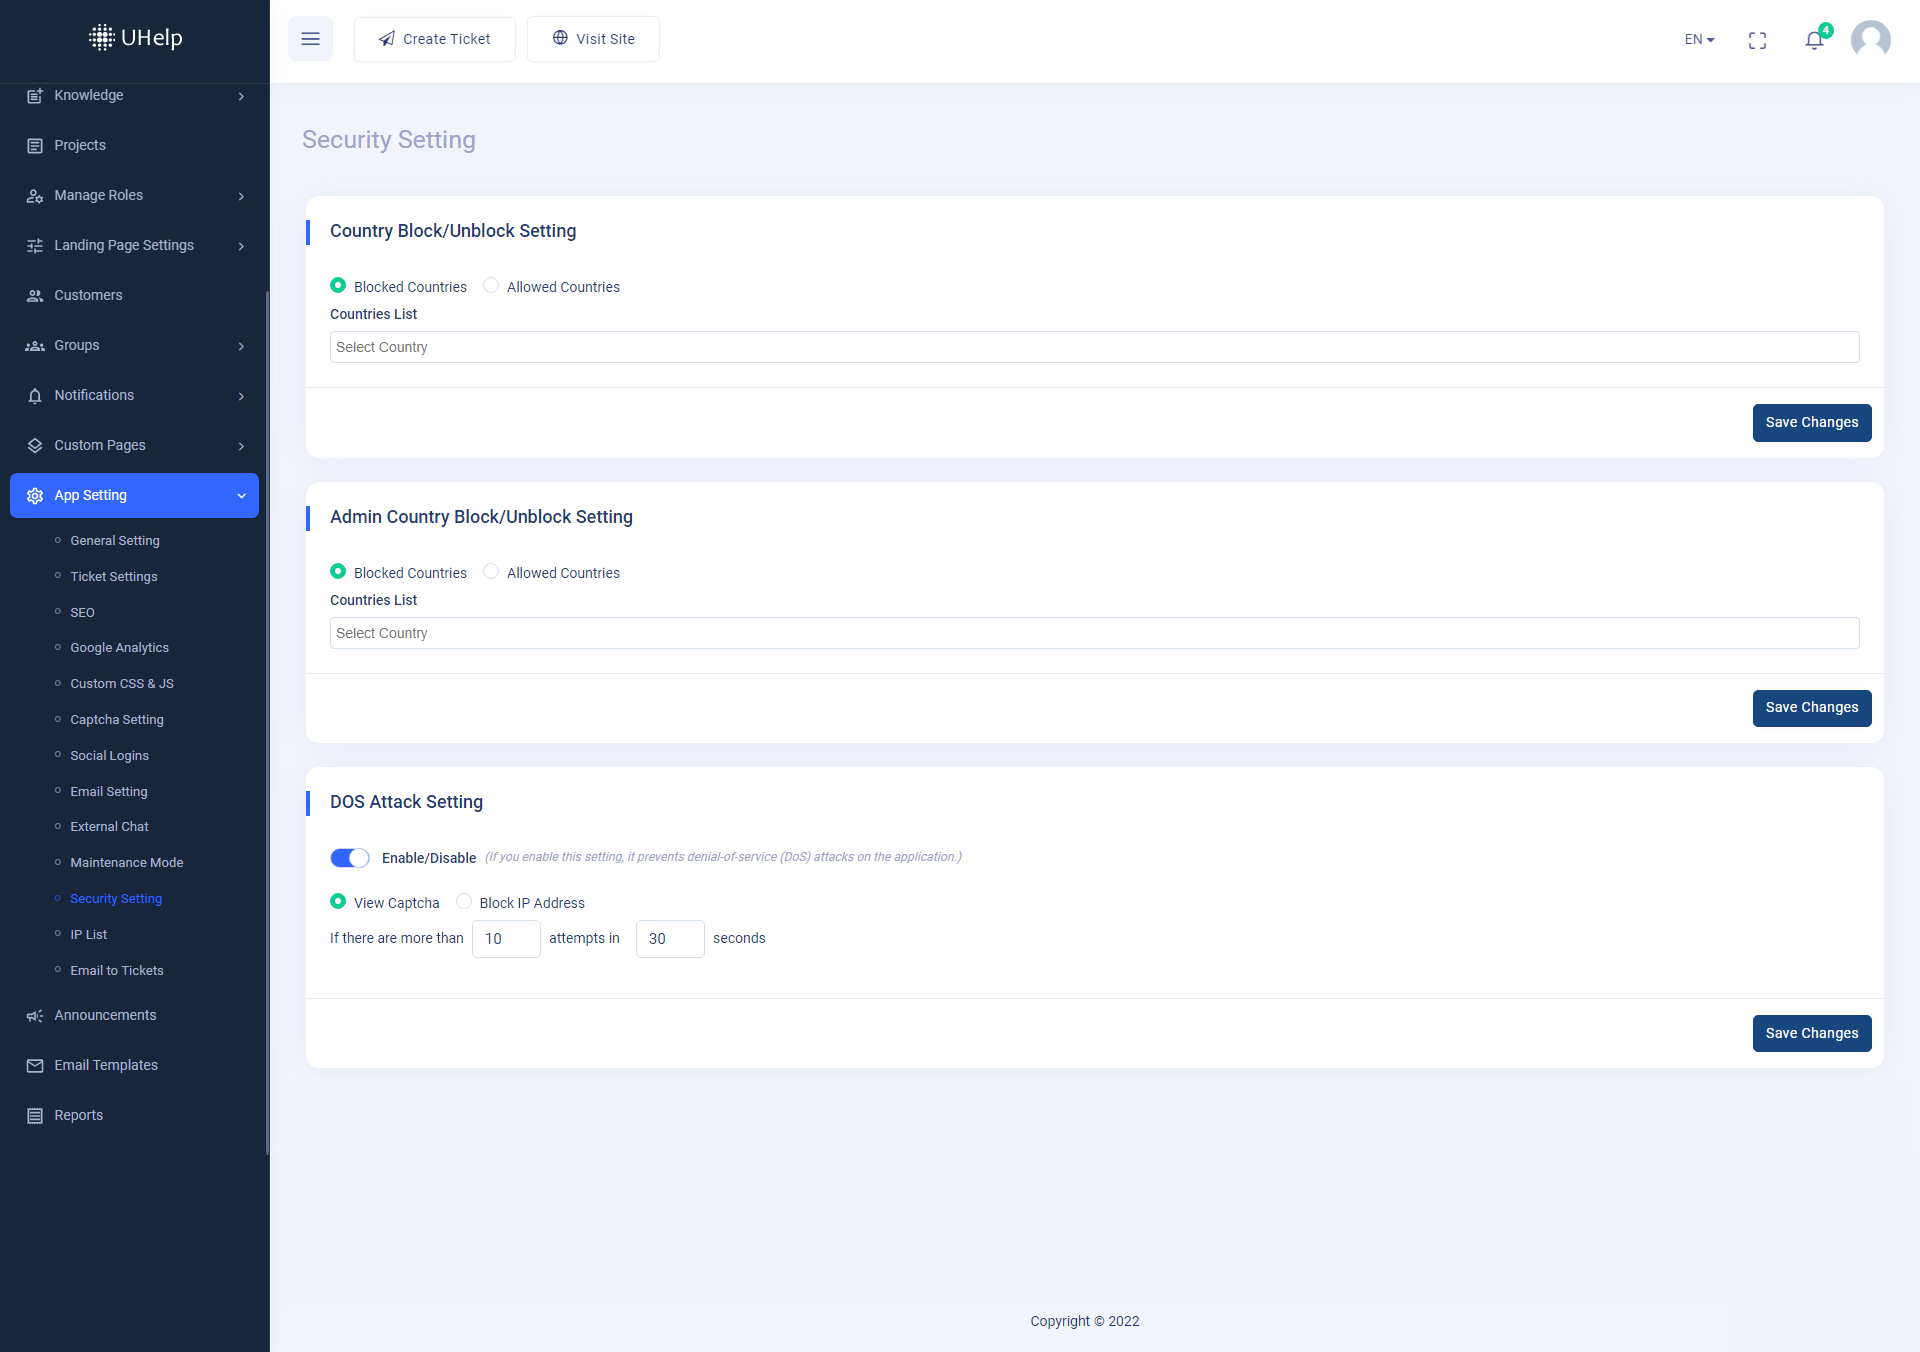 UHelp
Create Ticket
Visit Site
EN
4
Knowledge
Projects
Manage Roles
Landing Page Settings
Customers
Groups
Notifications
Custom Pages
App Setting
General Setting
Ticket Settings
SEO
Google Analytics
Custom CSS & JS
Captcha Setting
Social Logins
Email Setting
External Chat
Maintenance Mode
Security Setting
IP List
Email to Tickets
Announcements
Email Templates
Reports
Security Setting
Country Block/Unblock Setting
Blocked Countries
Allowed Countries
Countries List
Select Country
Save Changes
Admin Country Block/Unblock Setting
Blocked Countries
Allowed Countries
Countries List
Select Country
Save Changes
DOS Attack Setting
Enable/Disable (If you enable this setting, it prevents denial-of-service (DoS) attacks on the application.)
View Captcha
Block IP Address
If there are more than 10 attempts in 30 seconds
Save Changes
Copyright © 2022